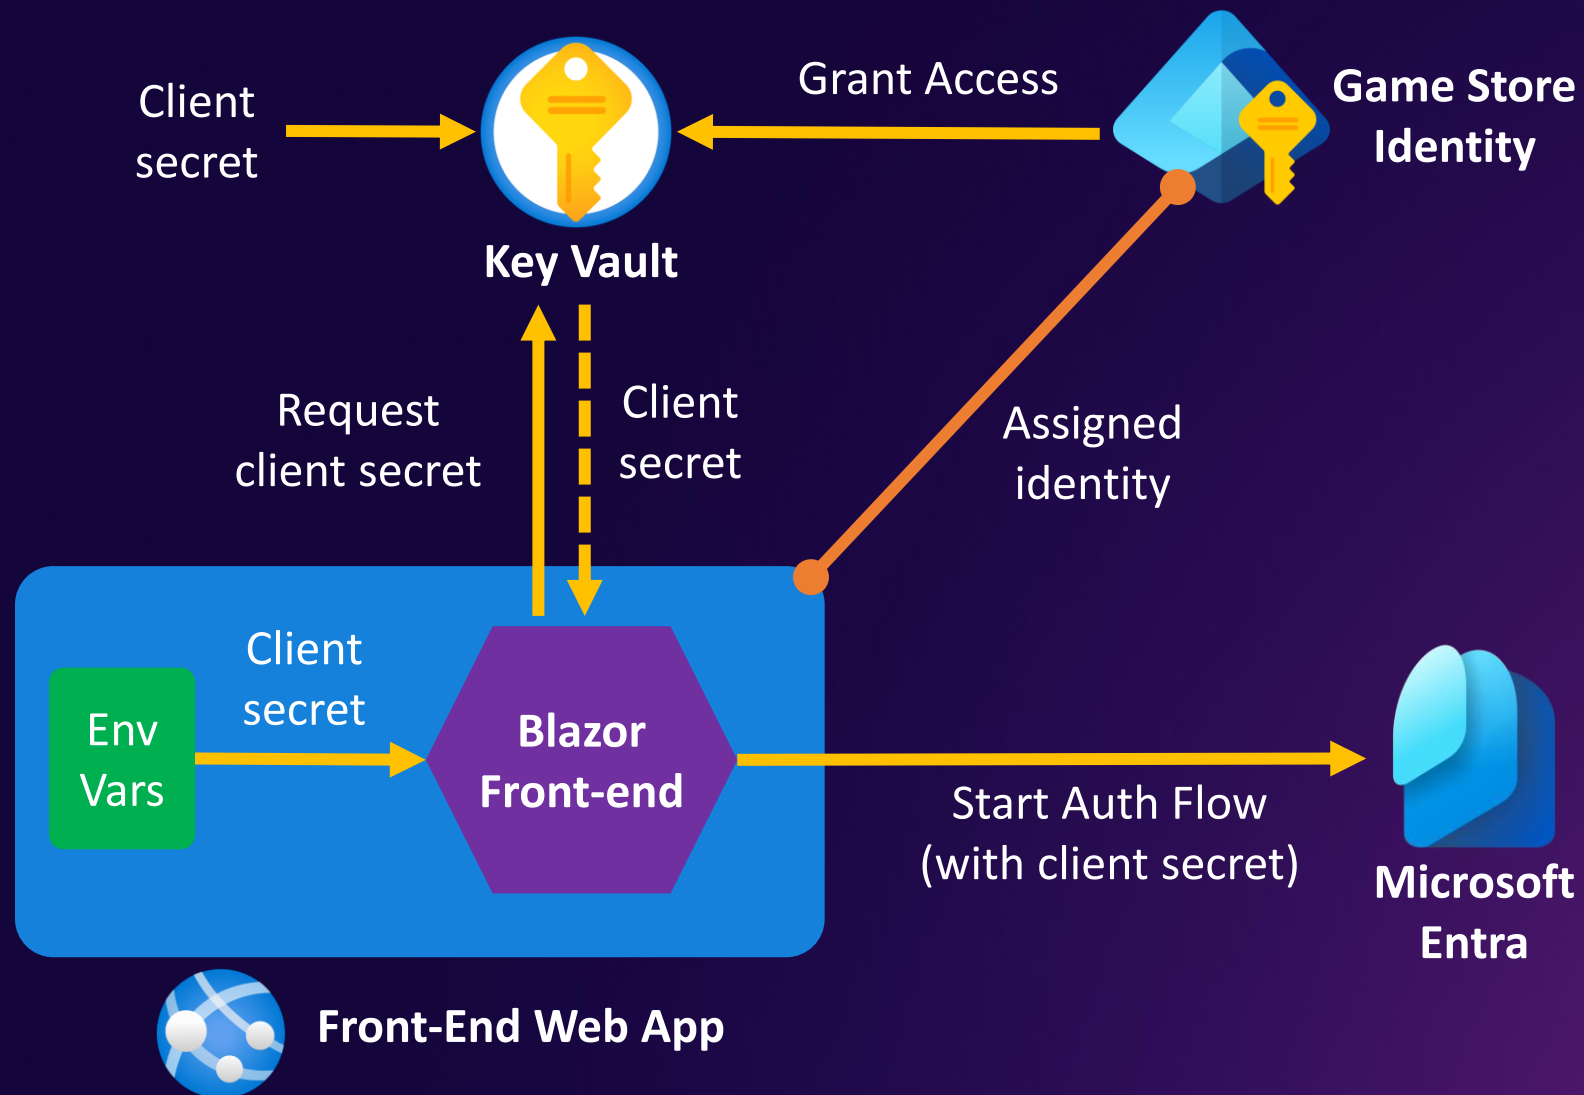 Client
secret
Grant Access
Game Store
Identity
Key Vault
Request
client secret
Client
secret
Assigned
identity
Client
secret
Env
Vars
Blazor
Front-end
Start Auth Flow
(with client secret)
Microsoft
Entra
Front-End Web App